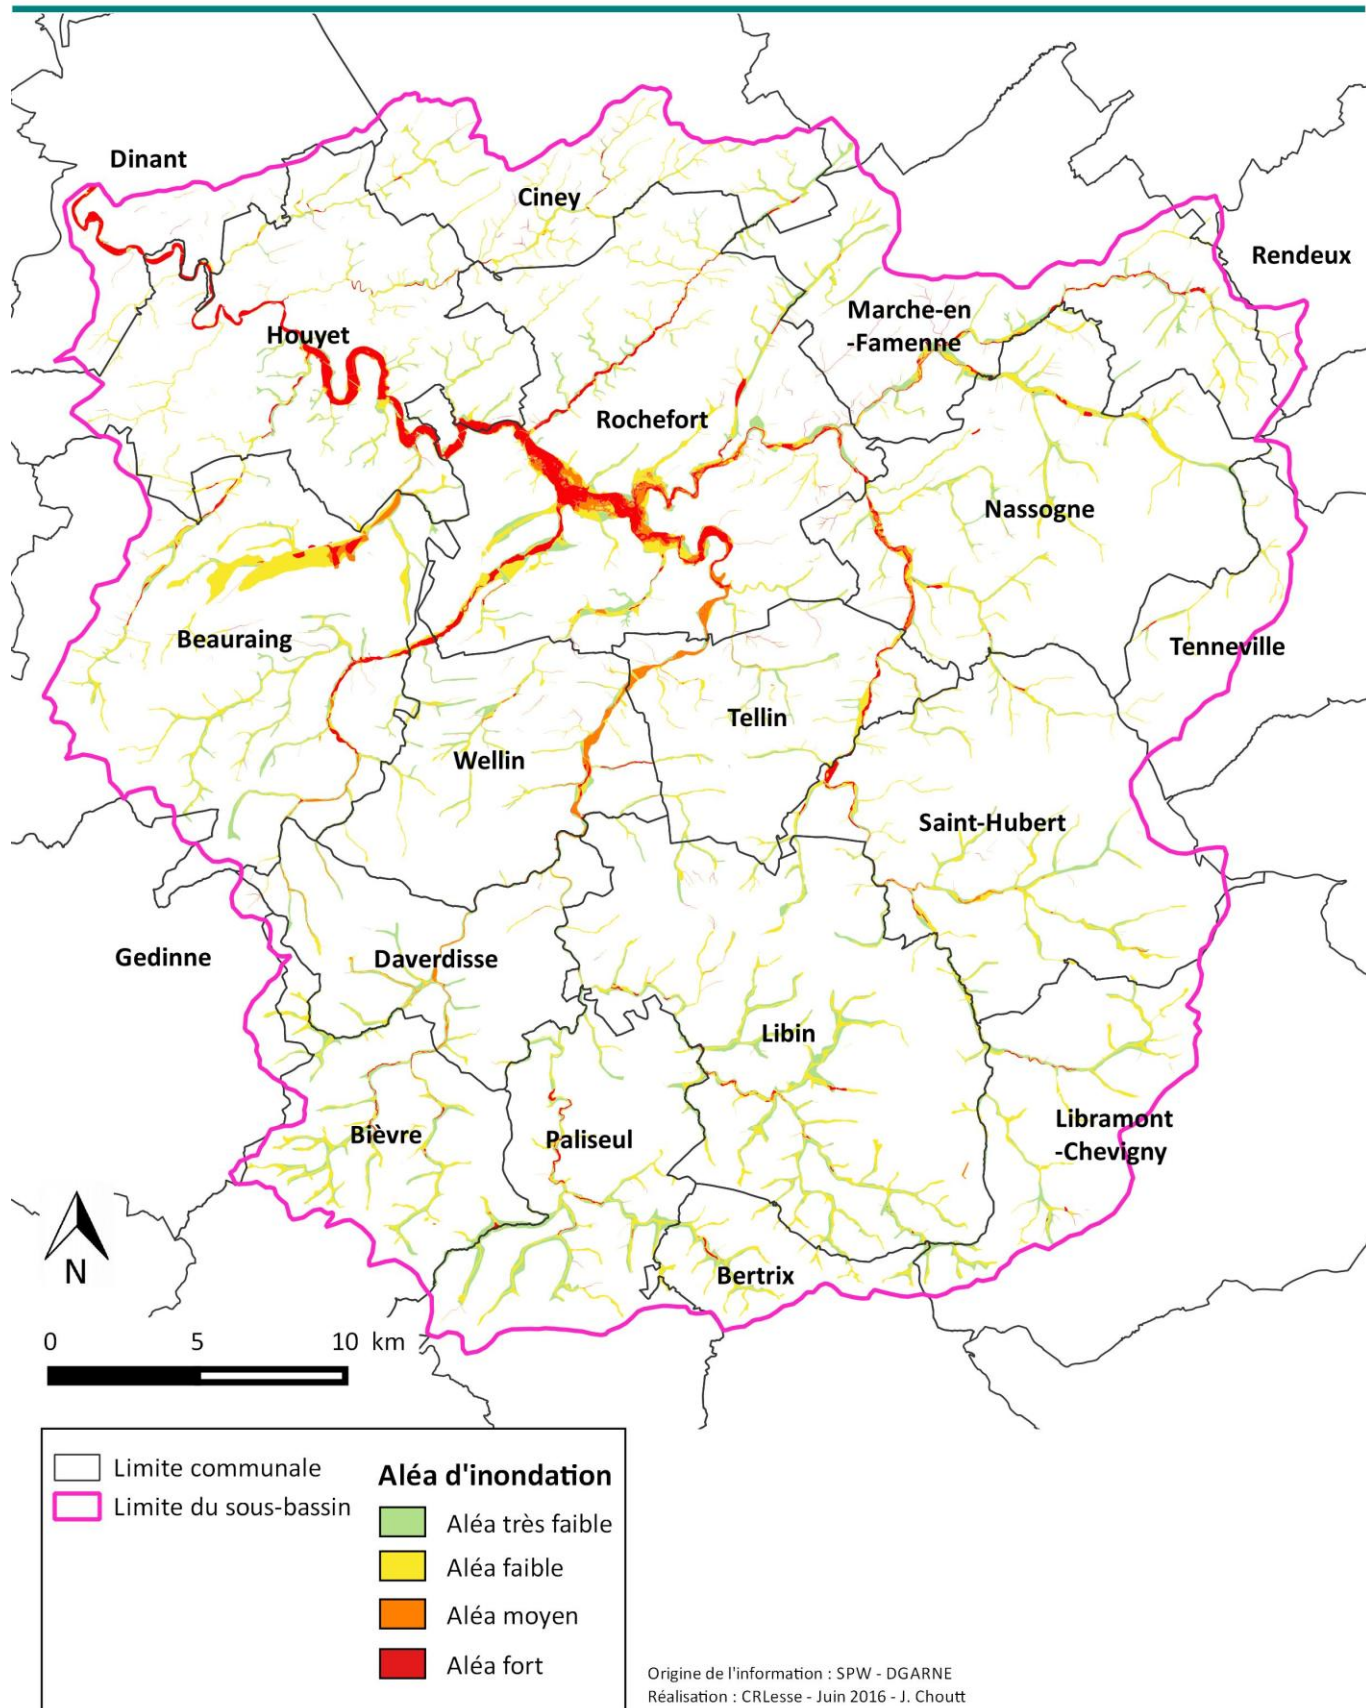 Dinant
Ciney
Rendeux
Marche-en
-Famenne
Houyet
Rochefort
Nassogne
Beauraing
Tenneville
Tellin
Wellin
Saint-Hubert
Gedinne
Daverdisse
Libin
Libramont
-Chevigny
Bièvre
Paliseul
Bertrix
N
0 5 10 km
Limite communale
Limite du sous-bassin
Aléa d'inondation
Aléa très faible
Aléa faible
Aléa moyen
Aléa fort
Origine de l'information : SPW - DGARNE
Réalisation : CRLesse - Juin 2016 - J. Choutt